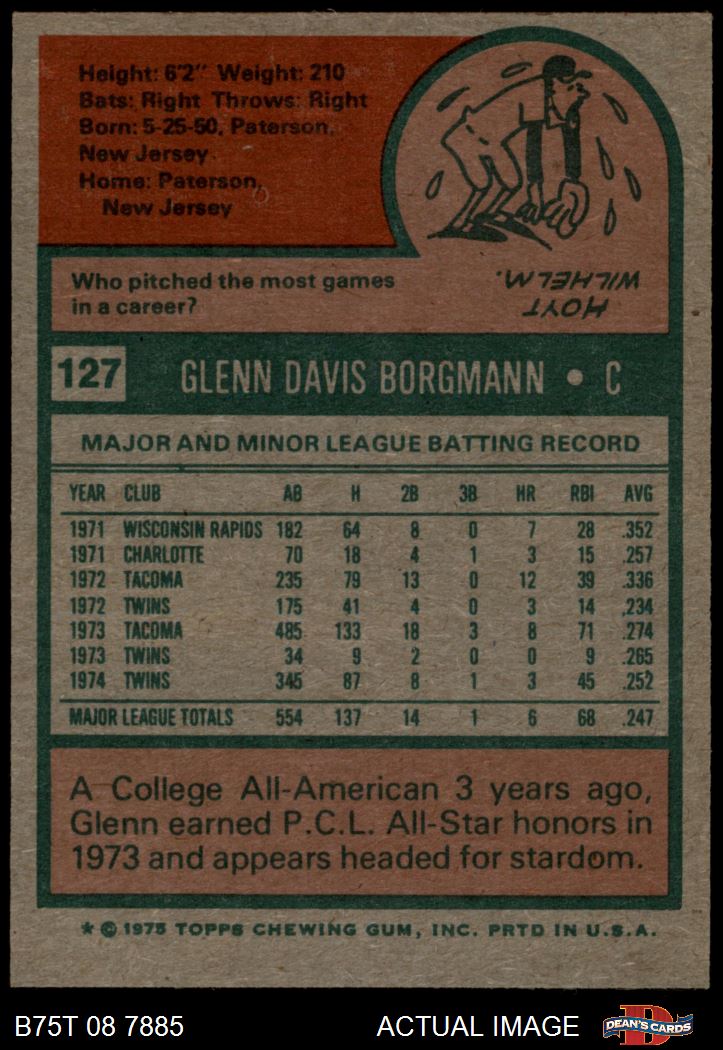 Height: 6'2" Weight: 210
Bats: Right Throws: Right
Born: 5-25-50, Paterson,
New Jersey
Home: Paterson,
New Jersey
Who pitched the most games
in a career?
HOYT
WILHELM.
127 GLENN DAVIS BORGMANN • C
MAJOR AND MINOR LEAGUE BATTING RECORD
YEAR CLUB AB H 2B 3B HR RBI AVG
1971 WISCONSIN RAPIDS 182 64 8 0 7 28 .352
1971 CHARLOTTE 70 18 4 1 3 15 .257
1972 TACOMA 235 79 13 0 12 39 .336
1972 TWINS 175 41 4 0 3 14 .234
1973 TACOMA 485 133 18 3 8 71 .274
1973 TWINS 34 9 2 0 0 9 .265
1974 TWINS 345 87 8 1 3 45 .252
MAJOR LEAGUE TOTALS 554 137 14 1 6 68 .247
A College All-American 3 years ago,
Glenn earned P.C.L. All-Star honors in
1973 and appears headed for stardom.
* © 1975 TOPPS CHEWING GUM, INC. PRTD IN U.S.A.
B75T 08 7885 ACTUAL IMAGE D DEAN'S CARDS